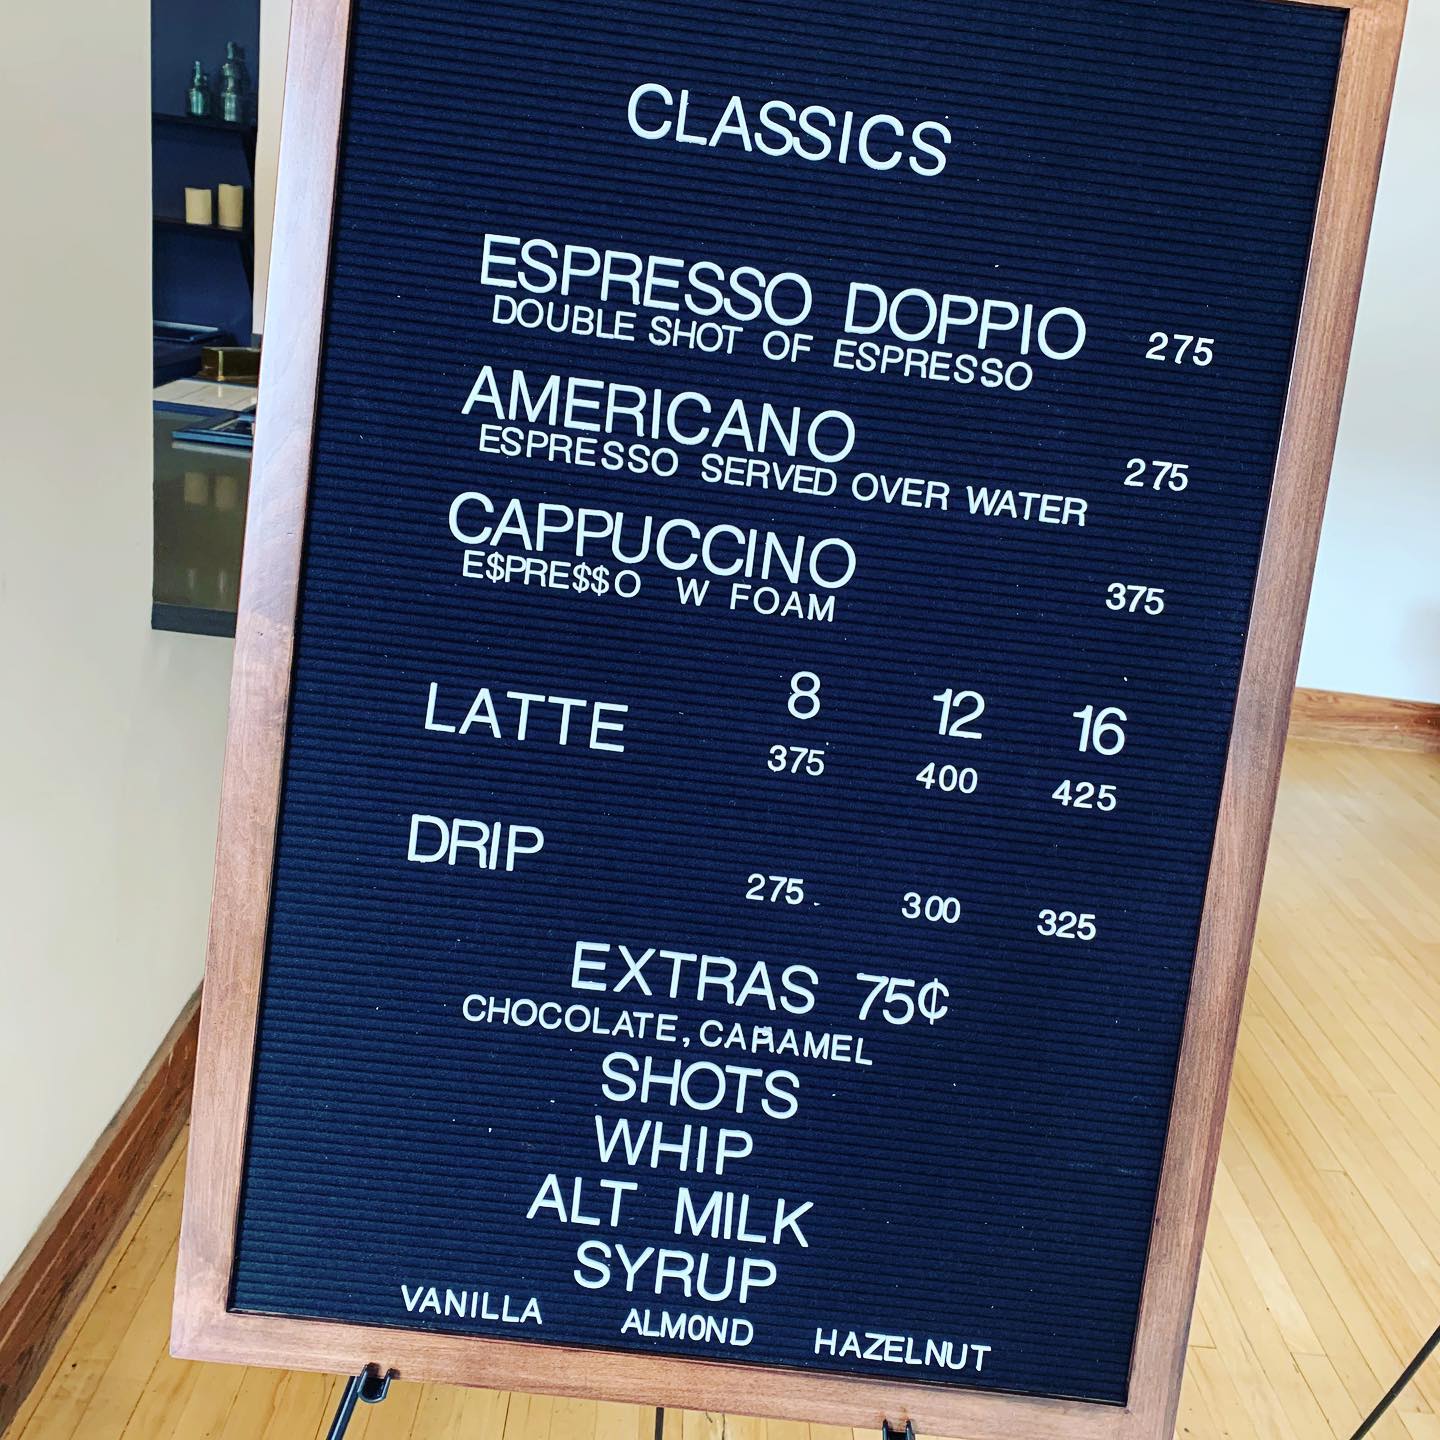 CLASSICS
ESPRESSO DOPPIO 275
DOUBLE SHOT OF ESPRESSO
AMERICANO 275
ESPRESSO SERVED OVER WATER
CAPPUCCINO 375
E$PRE$$O W FOAM
LATTE 8 12 16
375 400 425
DRIP
275 300 325
EXTRAS 75¢
CHOCOLATE, CARAMEL
SHOTS
WHIP
ALT MILK
SYRUP
VANILLA ALMOND HAZELNUT